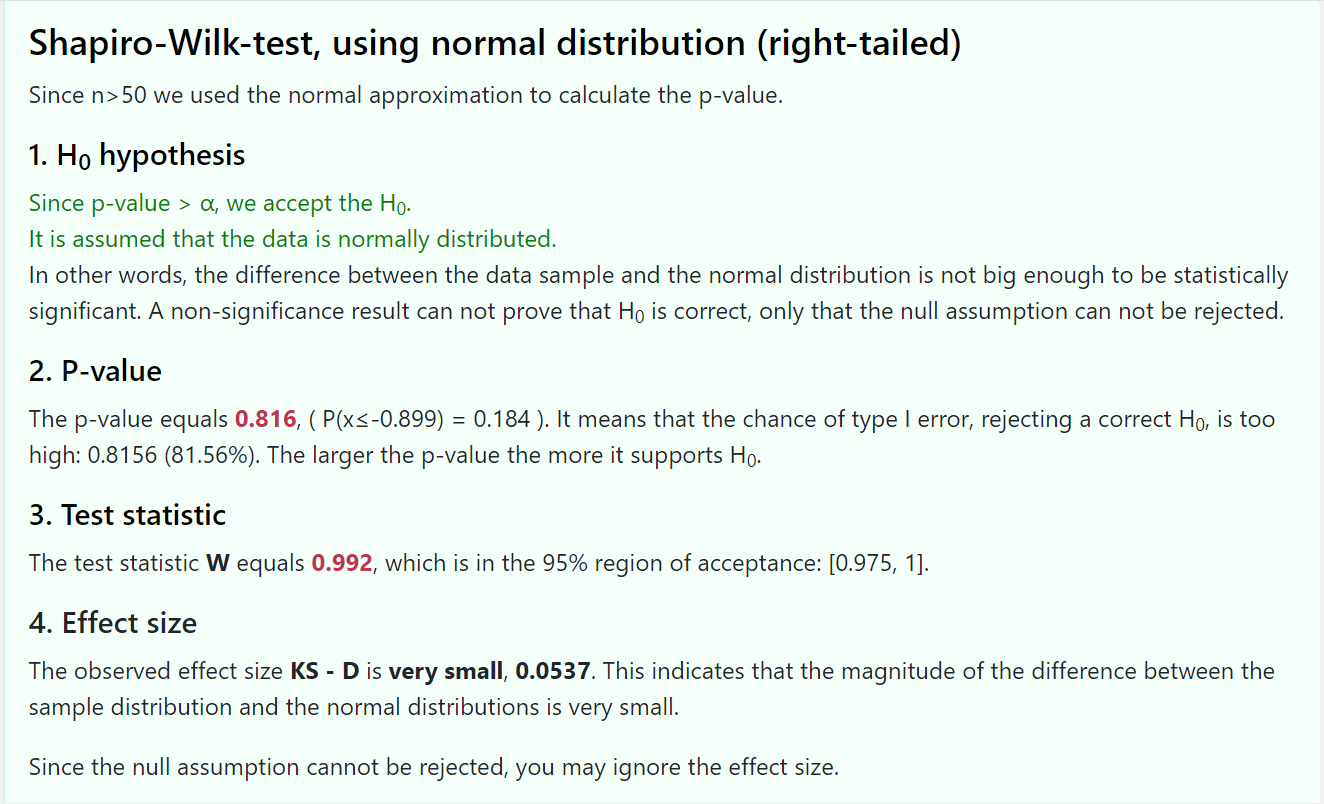 Shapiro-Wilk-test, using normal distribution (right-tailed)
Since n>50 we used the normal approximation to calculate the p-value.
1. H₀ hypothesis
Since p-value > α, we accept the H₀.
It is assumed that the data is normally distributed.
In other words, the difference between the data sample and the normal distribution is not big enough to be statistically
significant. A non-significance result can not prove that H₀ is correct, only that the null assumption can not be rejected.
2. P-value
The p-value equals 0.816, ( P(x≤-0.899) = 0.184 ). It means that the chance of type I error, rejecting a correct H₀, is too
high: 0.8156 (81.56%). The larger the p-value the more it supports H₀.
3. Test statistic
The test statistic W equals 0.992, which is in the 95% region of acceptance: [0.975, 1].
4. Effect size
The observed effect size KS - D is very small, 0.0537. This indicates that the magnitude of the difference between the
sample distribution and the normal distributions is very small.
Since the null assumption cannot be rejected, you may ignore the effect size.